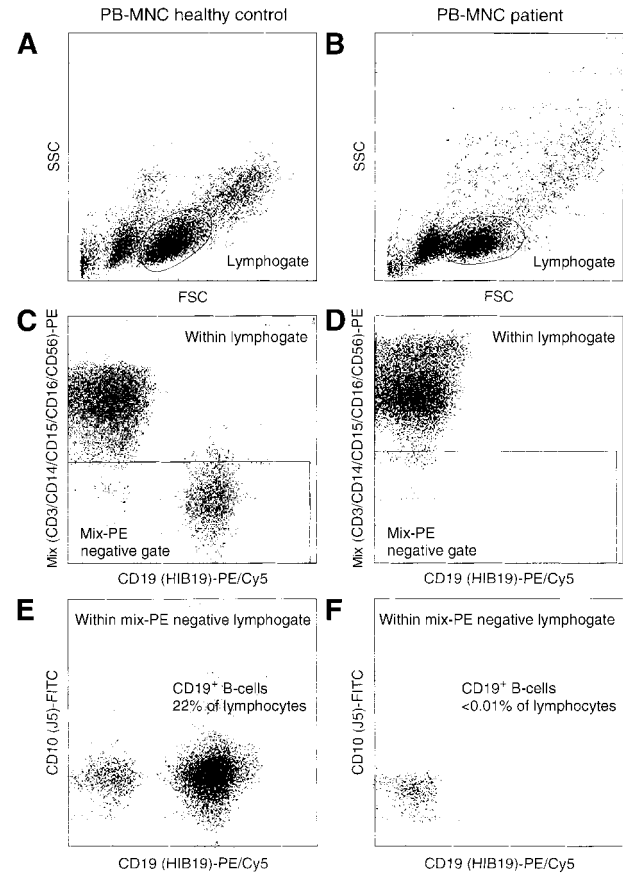 PB-MNC healthy control
PB-MNC patient
A
SSC
Lymphogate
FSC
B
SSC
Lymphogate
FSC
C
Mix (CD3/CD14/CD15/CD16/CD56)-PE
Within lymphogate
Mix-PE
negative gate
CD19 (HIB19)-PE/Cy5
D
Mix (CD3/CD14/CD15/CD16/CD56)-PE
Within lymphogate
Mix-PE
negative gate
CD19 (HIB19)-PE/Cy5
E
CD10 (J5)-FITC
Within mix-PE negative lymphogate
CD19+ B-cells
22% of lymphocytes
CD19 (HIB19)-PE/Cy5
F
CD10 (J5)-FITC
Within mix-PE negative lymphogate
CD19+ B-cells
<0.01% of lymphocytes
CD19 (HIB19)-PE/Cy5